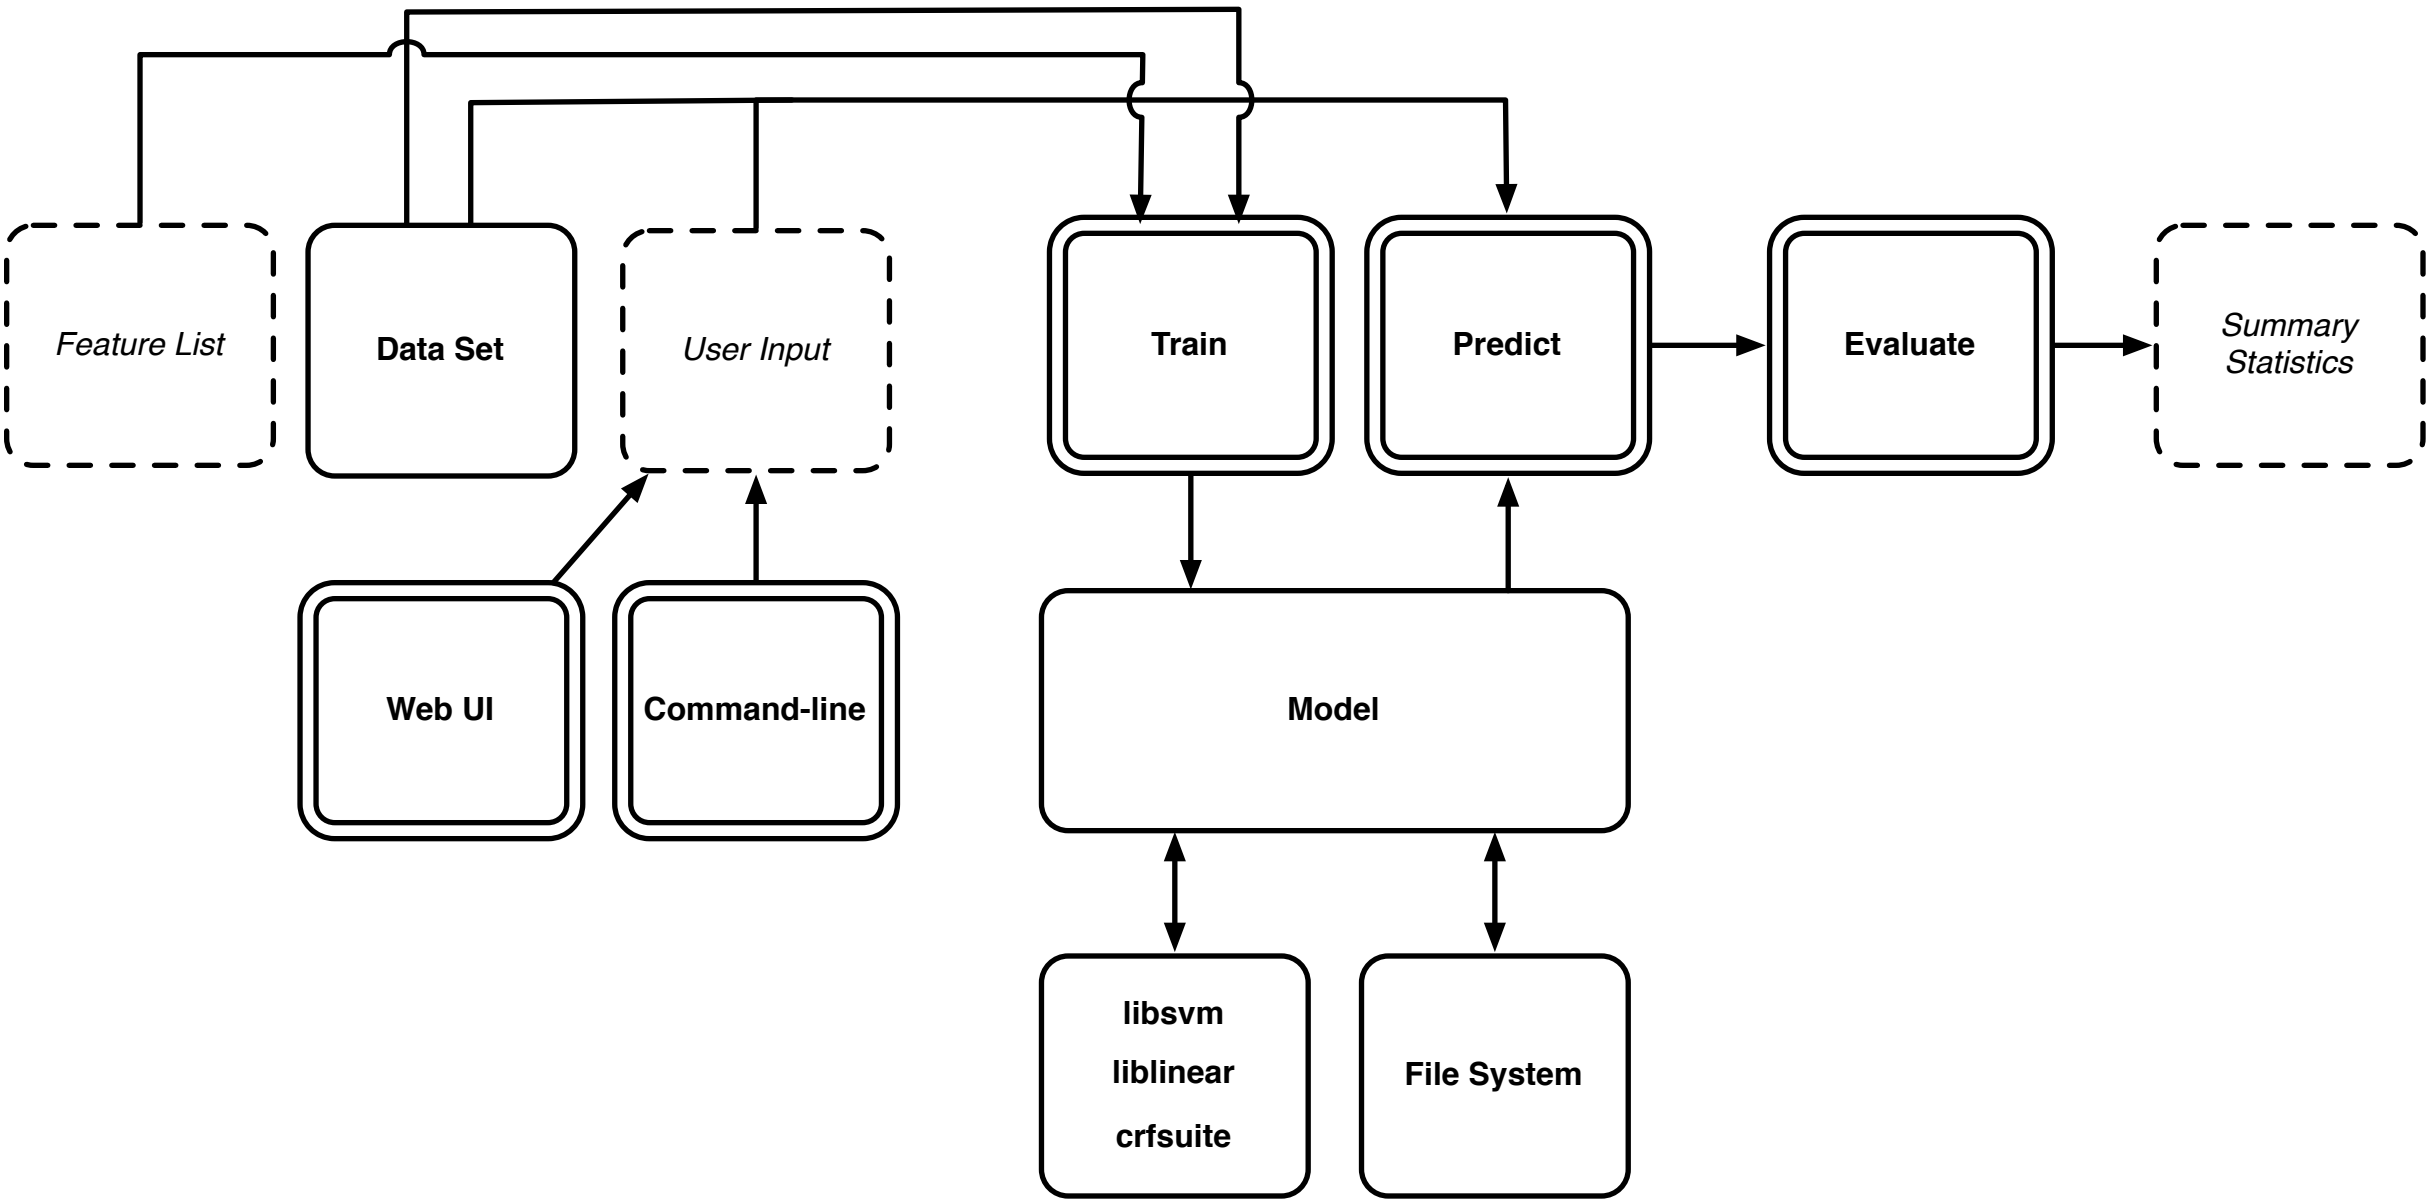 Feature List
Data Set
User Input
Train
Predict
Evaluate
Summary
Statistics
Web UI
Command-line
Model
libsvm
liblinear
crfsuite
File System